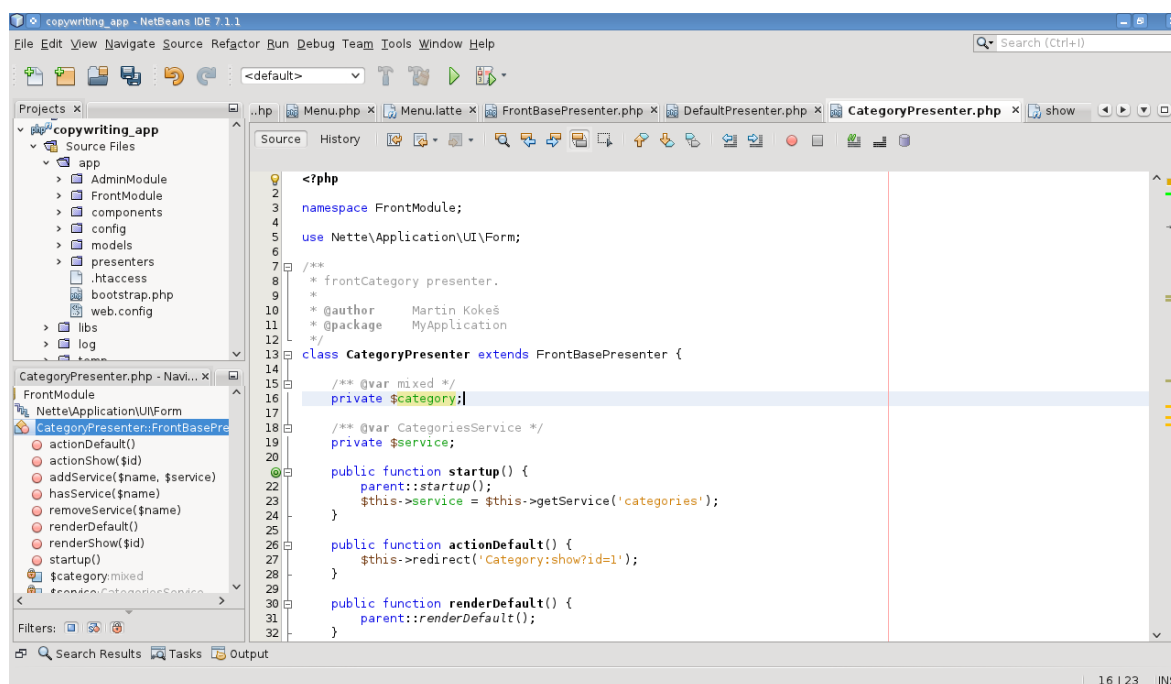 copywriting_app - NetBeans IDE 7.1.1
File Edit View Navigate Source Refactor Run Debug Team Tools Window Help
Search (Ctrl+I)
<default>
Projects
copywriting_app
Source Files
app
AdminModule
FrontModule
components
config
models
presenters
.htaccess
bootstrap.php
web.config
libs
log
temp
CategoryPresenter.php - Navi...
FrontModule
Nette\Application\UI\Form
CategoryPresenter::FrontBasePre
actionDefault()
actionShow($id)
addService($name, $service)
hasService($name)
removeService($name)
renderDefault()
renderShow($id)
startup()
$category:mixed
$service:CategoriesService
Filters:
..hp Menu.php Menu.latte FrontBasePresenter.php DefaultPresenter.php CategoryPresenter.php show
Source History
<?php
2
3 namespace FrontModule;
4
5 use Nette\Application\UI\Form;
6
7 /**
8 * frontCategory presenter.
9 *
10 * @author Martin Kokeš
11 * @package MyApplication
12 */
13 class CategoryPresenter extends FrontBasePresenter {
14
15 /** @var mixed */
16 private $category;
17
18 /** @var CategoriesService */
19 private $service;
20
public function startup() {
22 parent::startup();
23 $this->service = $this->getService('categories');
24 }
25
26 public function actionDefault() {
27 $this->redirect('Category:show?id=1');
28 }
29
30 public function renderDefault() {
31 parent::renderDefault();
32 }
Search Results Tasks Output
16 | 23 IN